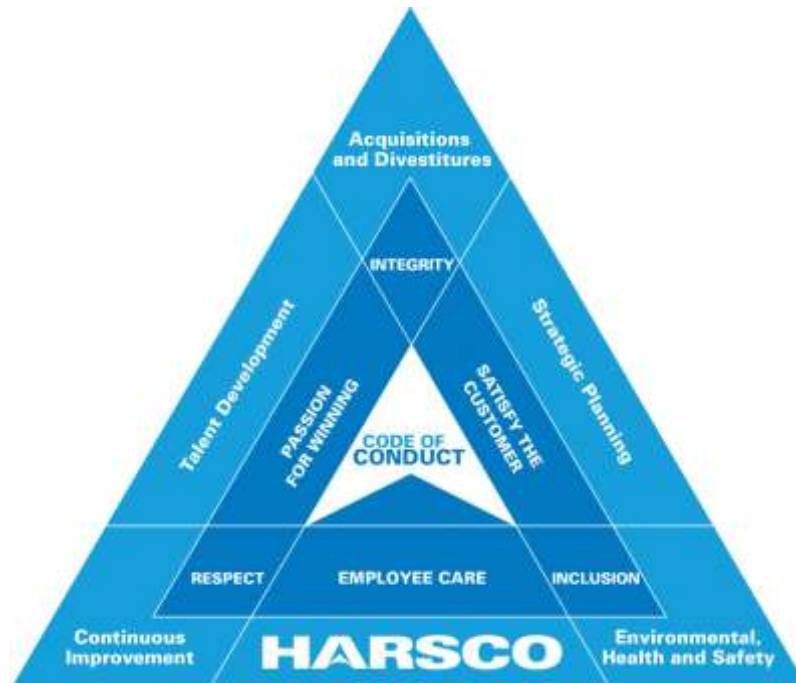 Acquisitions
and Divestitures
INTEGRITY
Talent Development
Strategic Planning
PASSION
FOR WINNING
SATISFY THE
CUSTOMER
CODE OF
CONDUCT
RESPECT
EMPLOYEE CARE
INCLUSION
Continuous
Improvement
HARSCO
Environmental,
Health and Safety